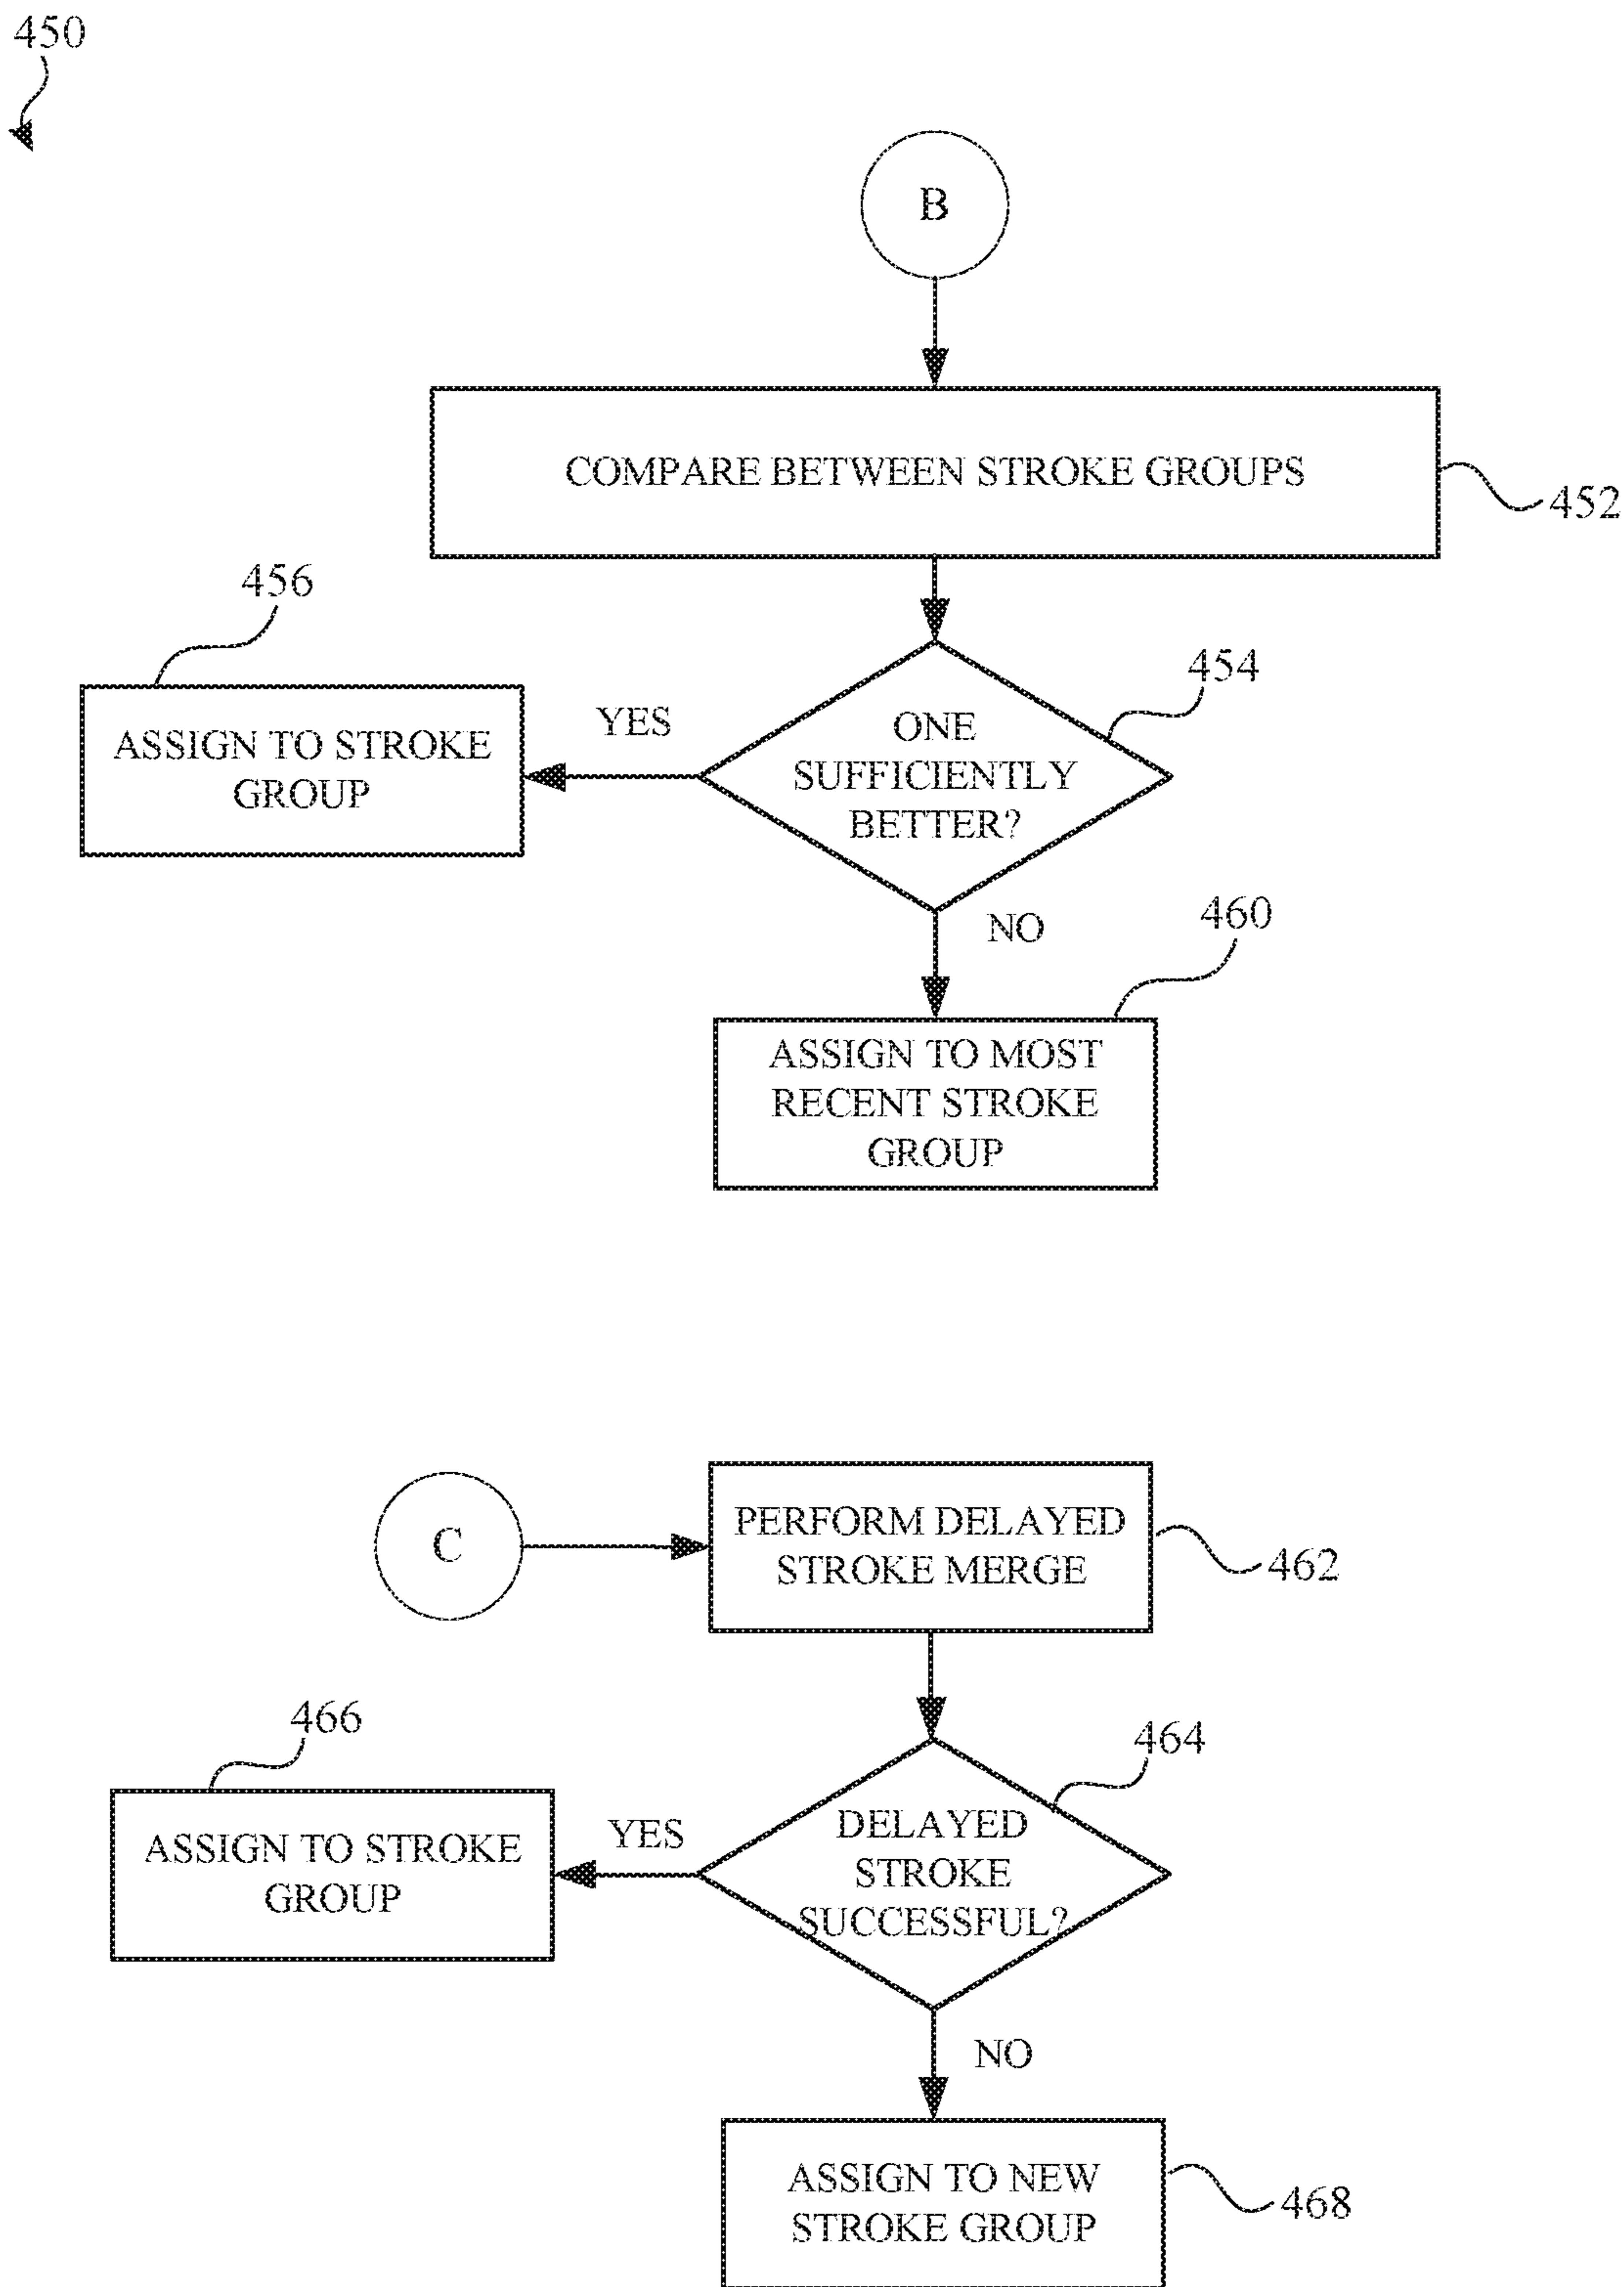 450
B
COMPARE BETWEEN STROKE GROUPS
452
456
454
ASSIGN TO STROKE
GROUP
YES
ONE
SUFFICIENTLY
BETTER?
NO
460
ASSIGN TO MOST
RECENT STROKE
GROUP
C
PERFORM DELAYED
STROKE MERGE
462
466
464
ASSIGN TO STROKE
GROUP
YES
DELAYED
STROKE
SUCCESSFUL?
NO
ASSIGN TO NEW
STROKE GROUP
468